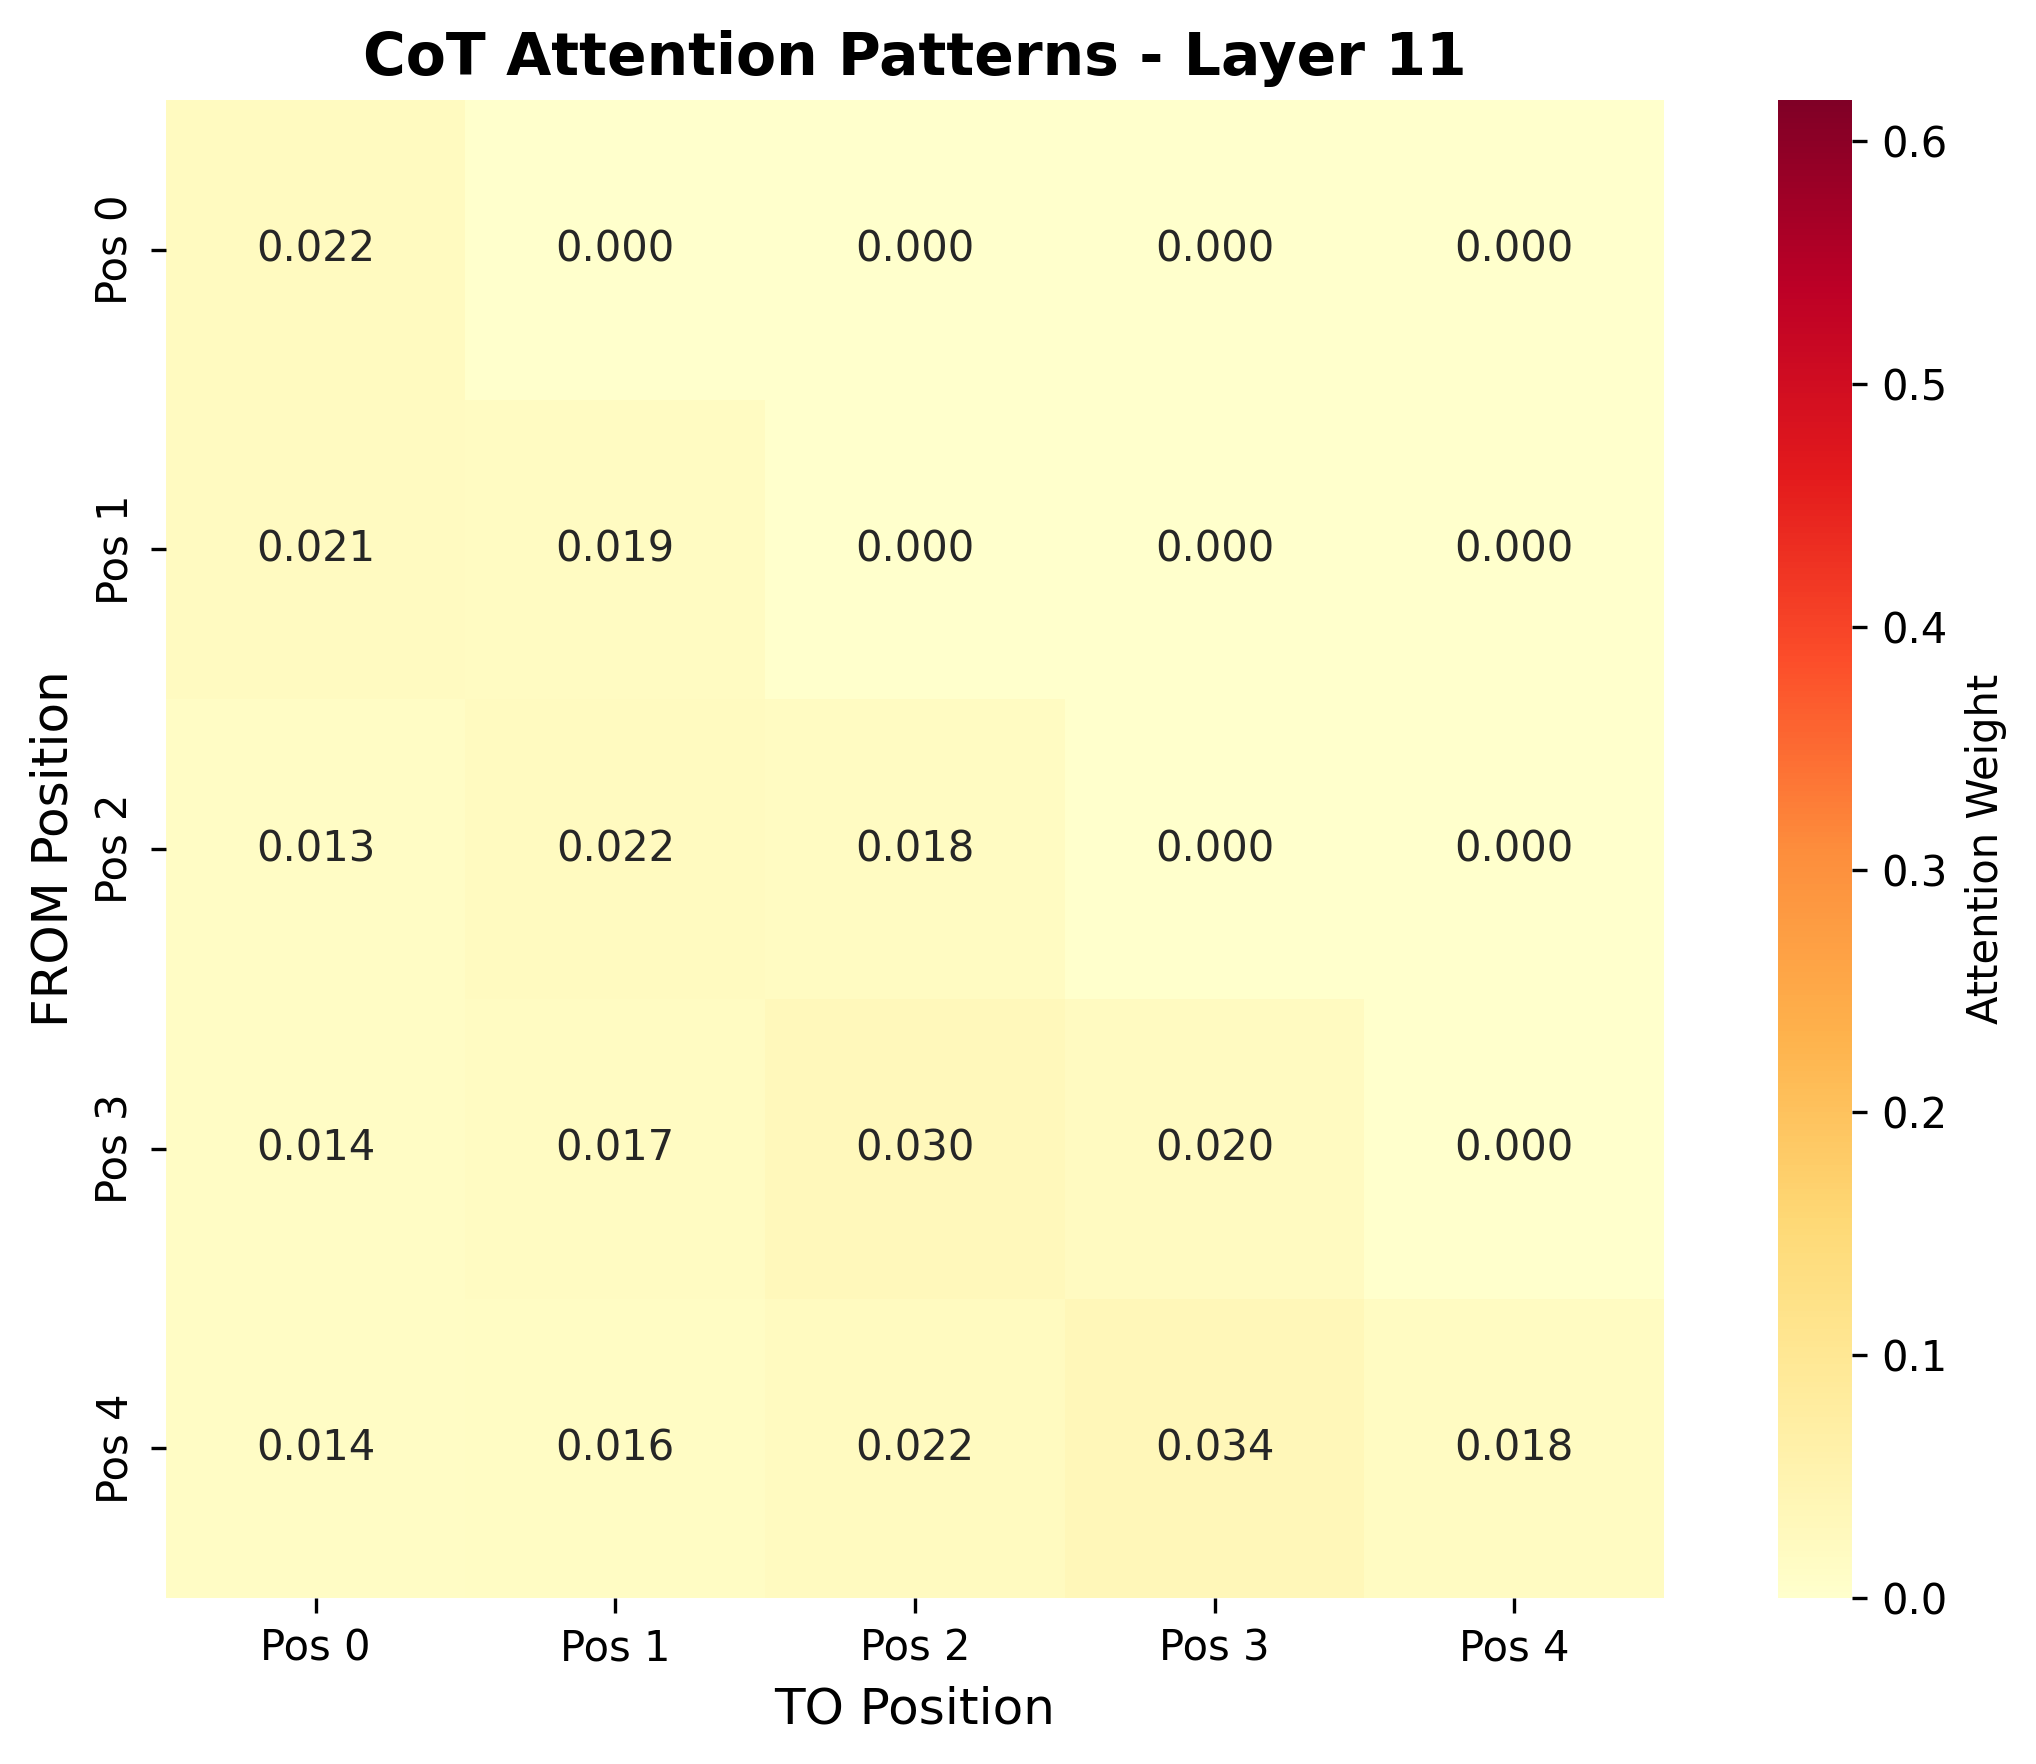 CoT Attention Patterns - Layer 11
FROM Position
Pos 0
0.022 0.000 0.000 0.000 0.000
Pos 1
0.021 0.019 0.000 0.000 0.000
Pos 2
0.013 0.022 0.018 0.000 0.000
Pos 3
0.014 0.017 0.030 0.020 0.000
Pos 4
0.014 0.016 0.022 0.034 0.018
Pos 0 Pos 1 Pos 2 Pos 3 Pos 4
TO Position
0.6
0.5
0.4
0.3
0.2
0.1
0.0
Attention Weight